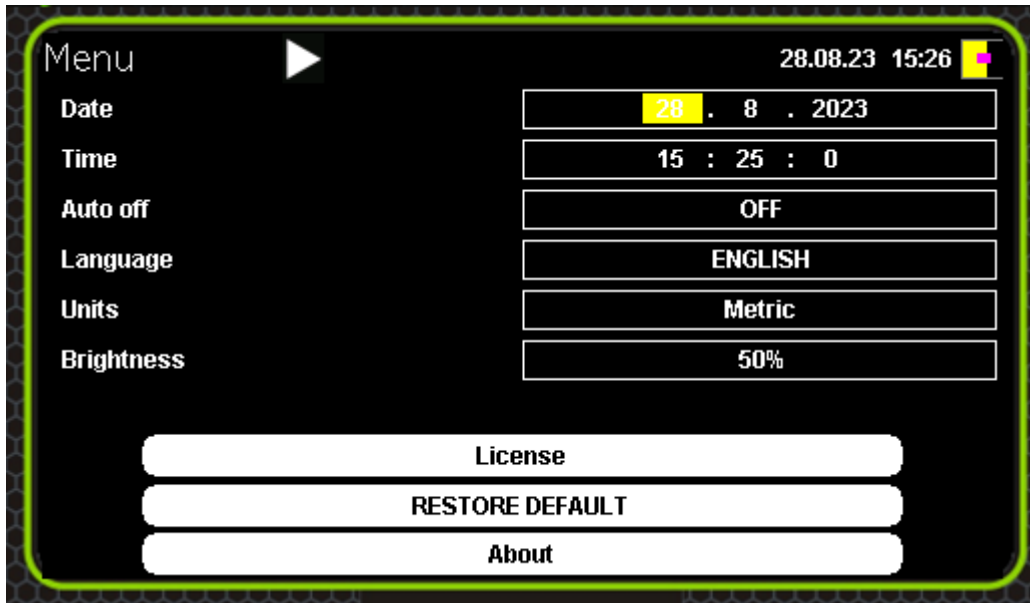 Menu 28.08.23 15:26
Date 28 . 8 . 2023
Time 15 : 25 : 0
Auto off OFF
Language ENGLISH
Units Metric
Brightness 50%
License
RESTORE DEFAULT
About